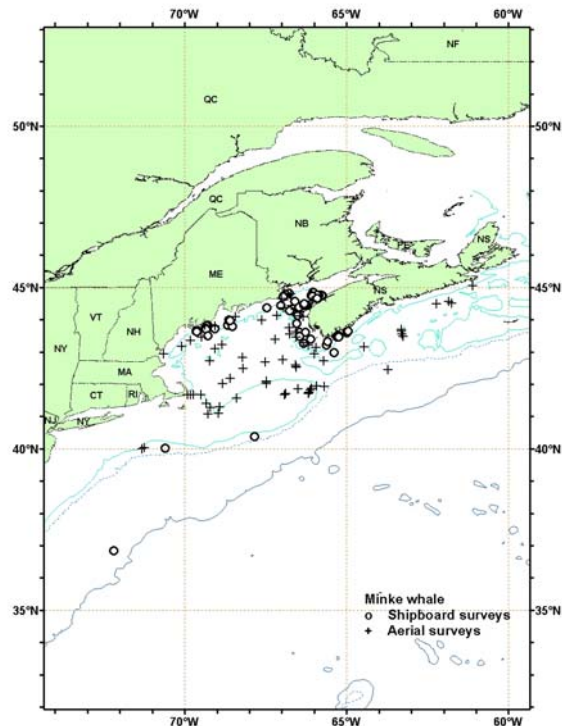 70°W 65°W 60°W
NF
QC
50°N 50°N
QC
NB
NS
ME
45°N 45°N
NS
VT
NH
NY
MA
CT RI
NJ NY
40°N 40°N
35°N 35°N
Minke whale
o Shipboard surveys
+ Aerial surveys
70°W 65°W 60°W